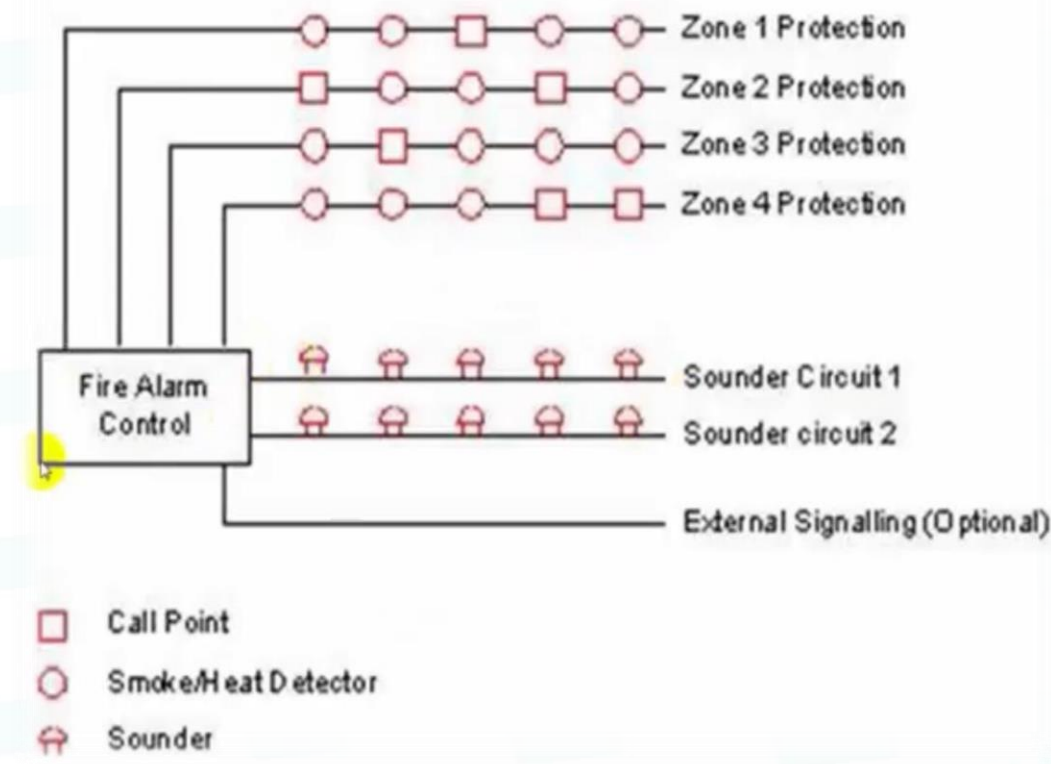 Zone 1 Protection
Zone 2 Protection
Zone 3 Protection
Zone 4 Protection
Fire Alarm
Control
Sounder Circuit 1
Sounder circuit 2
External Signalling (Optional)
Call Point
Smoke/Heat Detector
Sounder